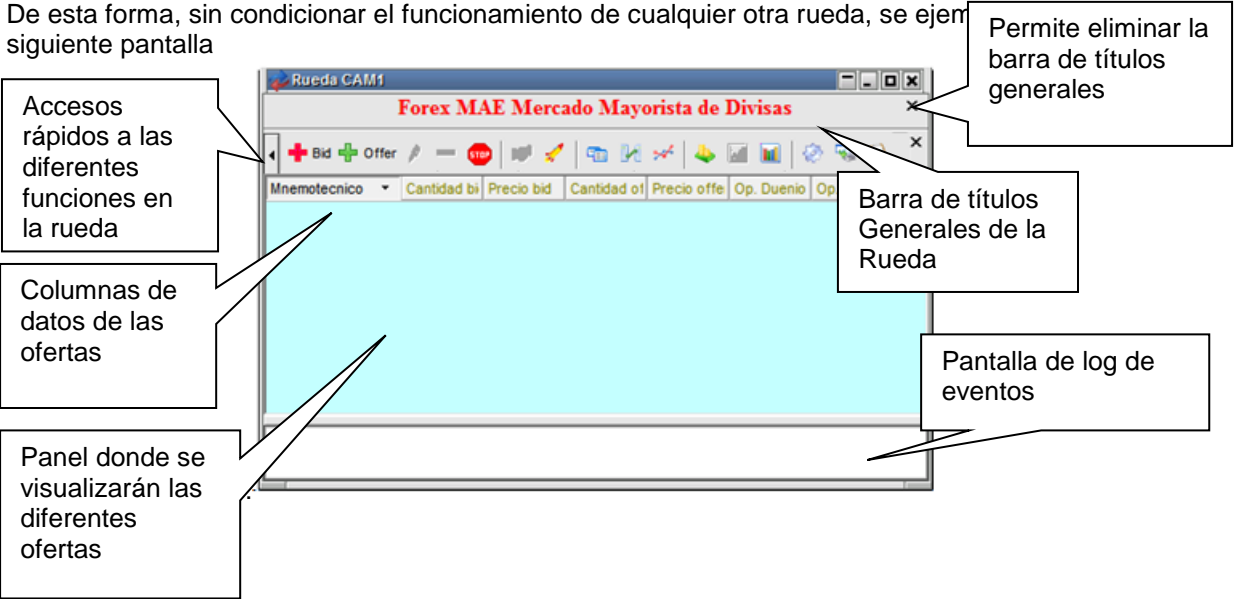 De esta forma, sin condicionar el funcionamiento de cualquier otra rueda, se ejem
siguiente pantalla
Permite eliminar la
barra de títulos
generales
Accesos
rápidos a las
diferentes
funciones en
la rueda
Rueda CAM1
Forex MAE Mercado Mayorista de Divisas
Bid Offer STOP
Mnemotecnico Cantidad bi Precio bid Cantidad of Precio offe Op. Duenio Op.
Barra de títulos
Generales de la
Rueda
Columnas de
datos de las
ofertas
Pantalla de log de
eventos
Panel donde se
visualizarán las
diferentes
ofertas